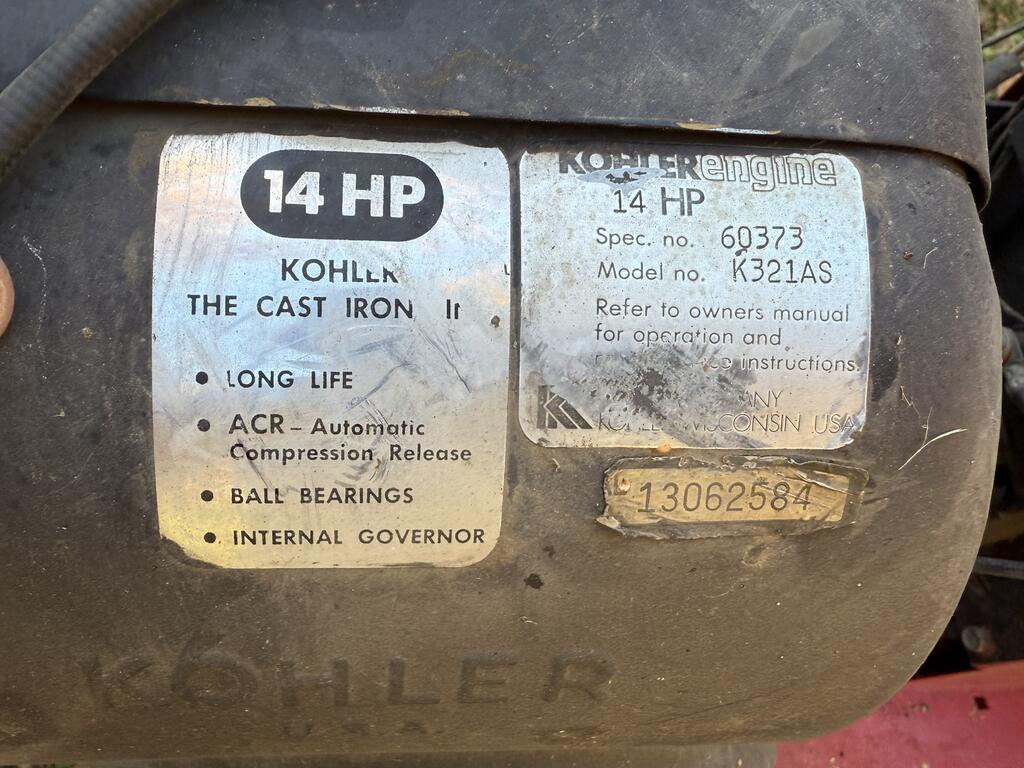 14 HP
KOHLER
THE CAST IRON
• LONG LIFE
• ACR – Automatic
Compression Release
• BALL BEARINGS
• INTERNAL GOVERNOR
KOHLER engine
14 HP
Spec. no. 60373
Model no. K321AS
Refer to owners manual
for operation and
instructions.
KOHLER WISCONSIN USA
13062584
KOHLER
USA